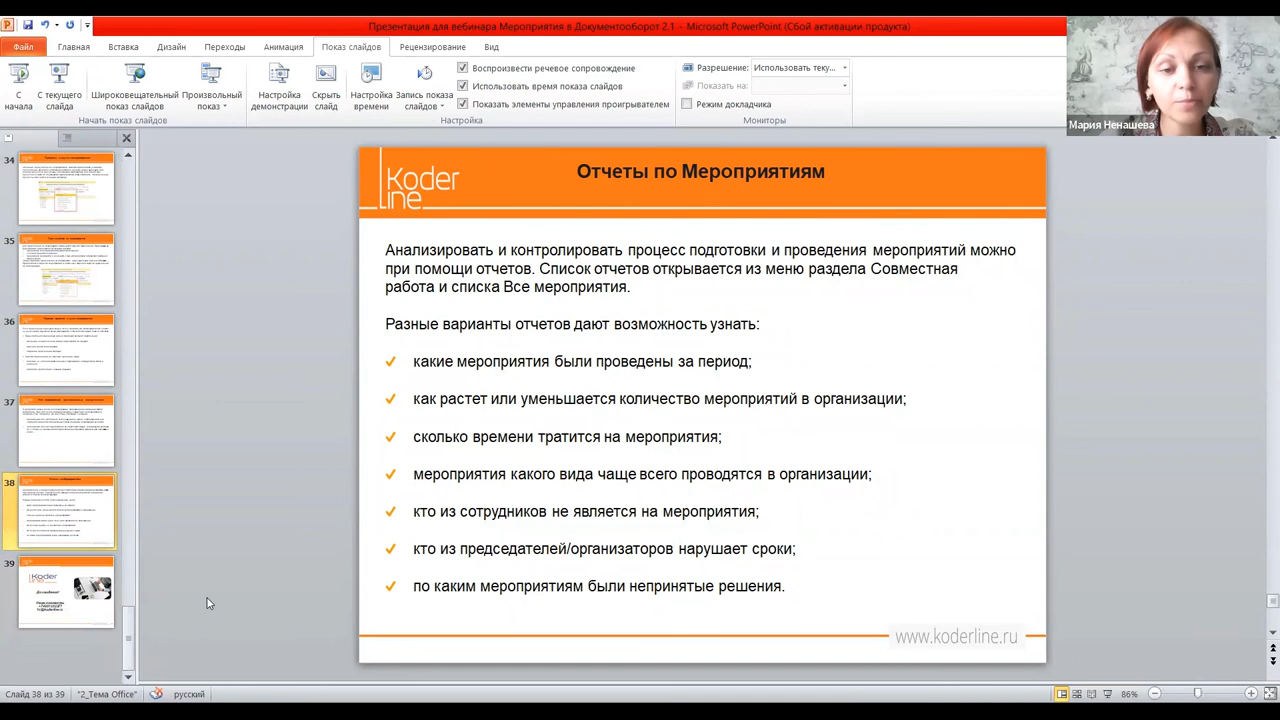 Презентация для вебинара Мероприятия в Документооборот 2.1 - Microsoft PowerPoint (Сбой активации продукта)
Файл Главная Вставка Дизайн Переходы Анимация Показ слайдов Рецензирование Вид
С начала
С текущего слайда
Широковещательный показ слайдов
Произвольный показ
Начать показ слайдов
Настройка демонстрации
Скрыть слайд
Настройка времени
Запись показа слайдов
Воспроизвести речевое сопровождение
Использовать время показа слайдов
Показать элементы управления проигрывателем
Настройка
Разрешение: Использовать теку...
Показать на:
Режим докладчика
Мониторы
Мария Ненашева
34
35
36
37
38
39
Koder
line
Отчеты по Мероприятиям
Анализировать и контролировать процесс подготовки и проведения мероприятий можно
при помощи отчетов. Список отчетов открывается из меню раздела Совместная
работа и списка Все мероприятия.
Разные варианты отчетов дают возможность узнать:
какие мероприятия были проведены за период;
как растет или уменьшается количество мероприятий в организации;
сколько времени тратится на мероприятия;
мероприятия какого вида чаще всего проводятся в организации;
кто из сотрудников не является на мероприятия;
кто из председателей/организаторов нарушает сроки;
по каким мероприятиям были непринятые решения.
www.koderline.ru
Слайд 38 из 39 "2_Тема Office" русский 86%